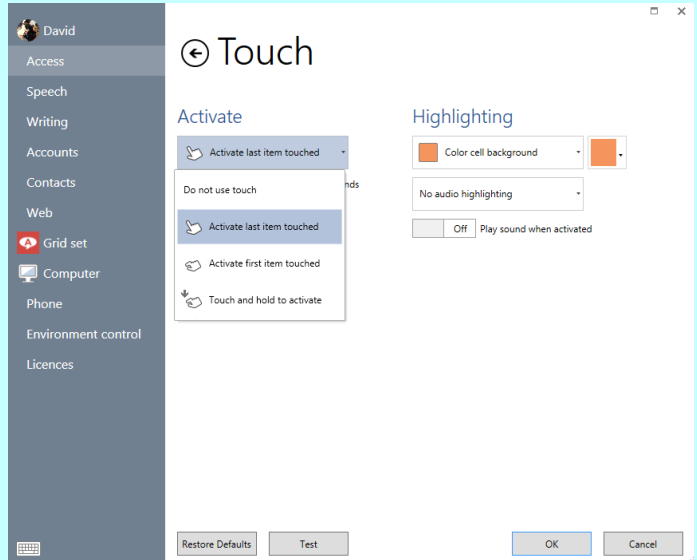 David
Access
Speech
Writing
Accounts
Contacts
Web
Grid set
Computer
Phone
Environment control
Licences
Touch
Activate
Activate last item touched
Do not use touch
Activate last item touched
Activate first item touched
Touch and hold to activate
Highlighting
Color cell background
No audio highlighting
Off Play sound when activated
Restore Defaults
Test
OK
Cancel